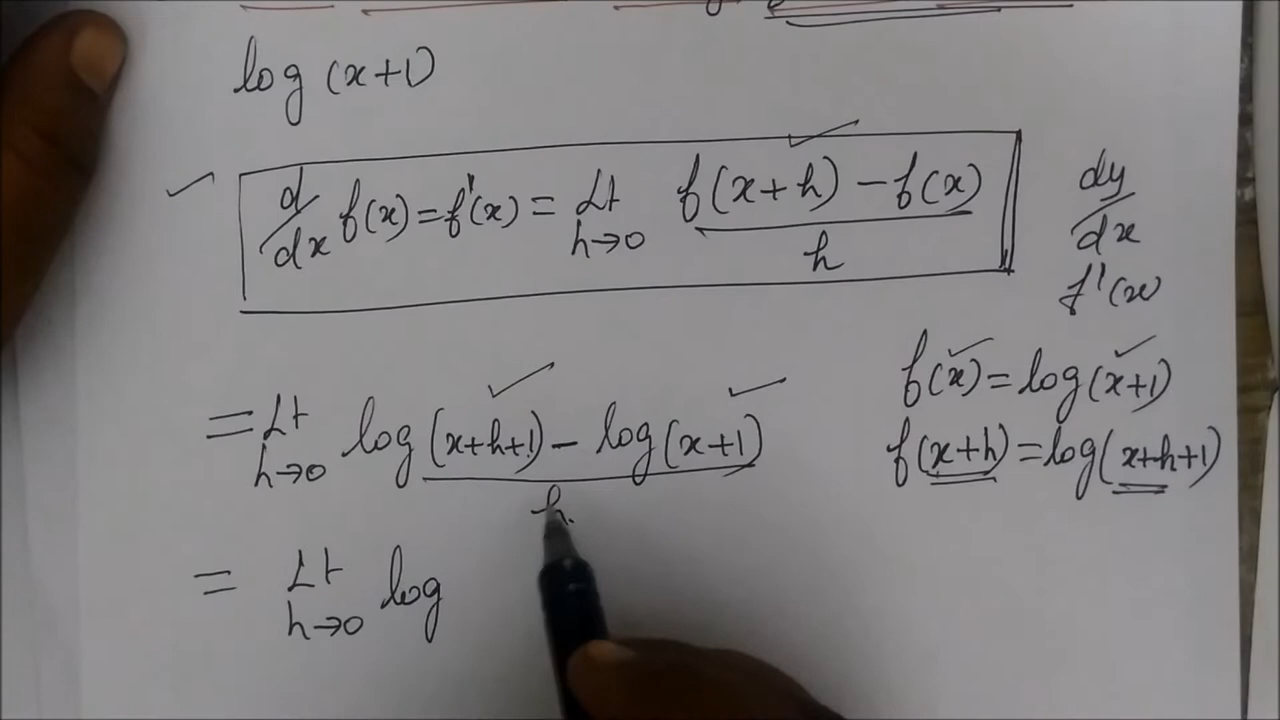 log (x+1)
d/dx f(x) = f'(x) = Lt h→0 f(x+h) − f(x) / h
dy/dx
f'(x)
= Lt h→0 log(x+h+1) − log(x+1) / h
f(x) = log(x+1)
f(x+h) = log(x+h+1)
= Lt h→0 log